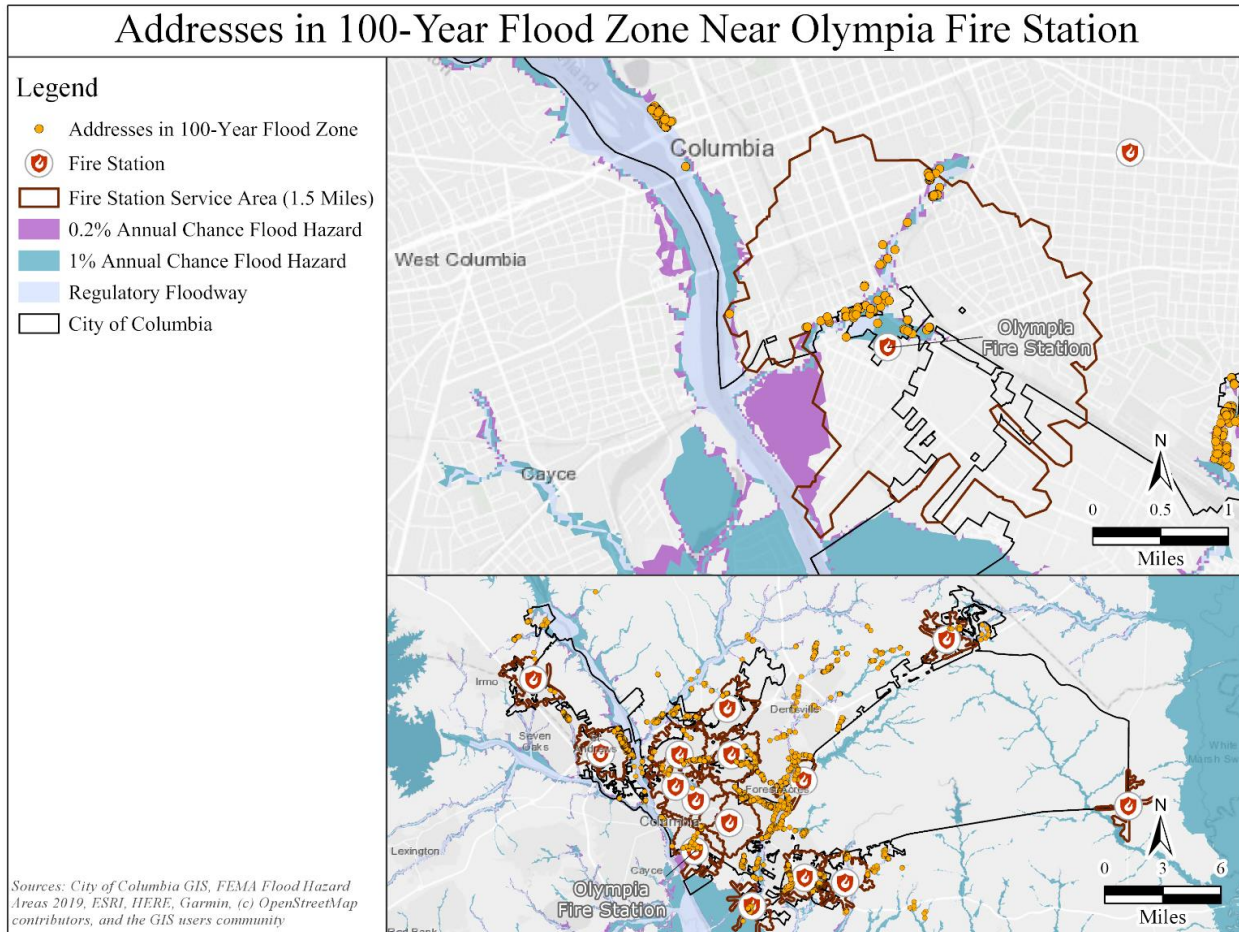 Addresses in 100-Year Flood Zone Near Olympia Fire Station
Legend
Addresses in 100-Year Flood Zone
Fire Station
Fire Station Service Area (1.5 Miles)
0.2% Annual Chance Flood Hazard
1% Annual Chance Flood Hazard
Regulatory Floodway
City of Columbia
Sources: City of Columbia GIS, FEMA Flood Hazard
Areas 2019, ESRI, HERE, Garmin, (c) OpenStreetMap
contributors, and the GIS users community
Columbia
West Columbia
Olympia
Fire Station
Cayce
N
0 0.5 1
Miles
Irmo
Seven
Oaks
Dentsville
Forest Acres
Columbia
Lexington
Cayce
Olympia
Fire Station
White
N
0 3 6
Miles